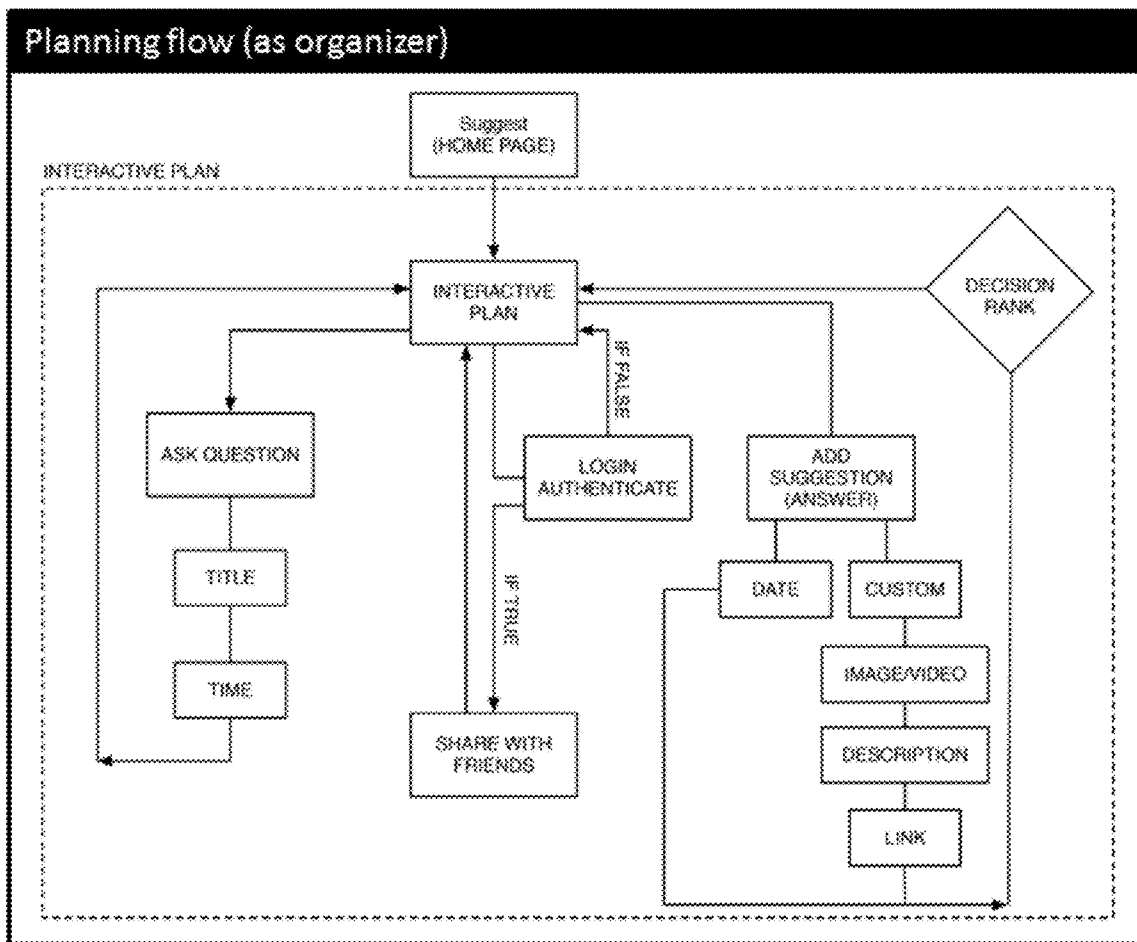 Planning flow (as organizer)
Suggest
(HOME PAGE)
INTERACTIVE PLAN
INTERACTIVE
PLAN
DECISION
RANK
IF FALSE
ASK QUESTION
LOGIN
AUTHENTICATE
ADD
SUGGESTION
(ANSWER)
TITLE
IF TRUE
DATE
CUSTOM
TIME
IMAGE/VIDEO
SHARE WITH
FRIENDS
DESCRIPTION
LINK